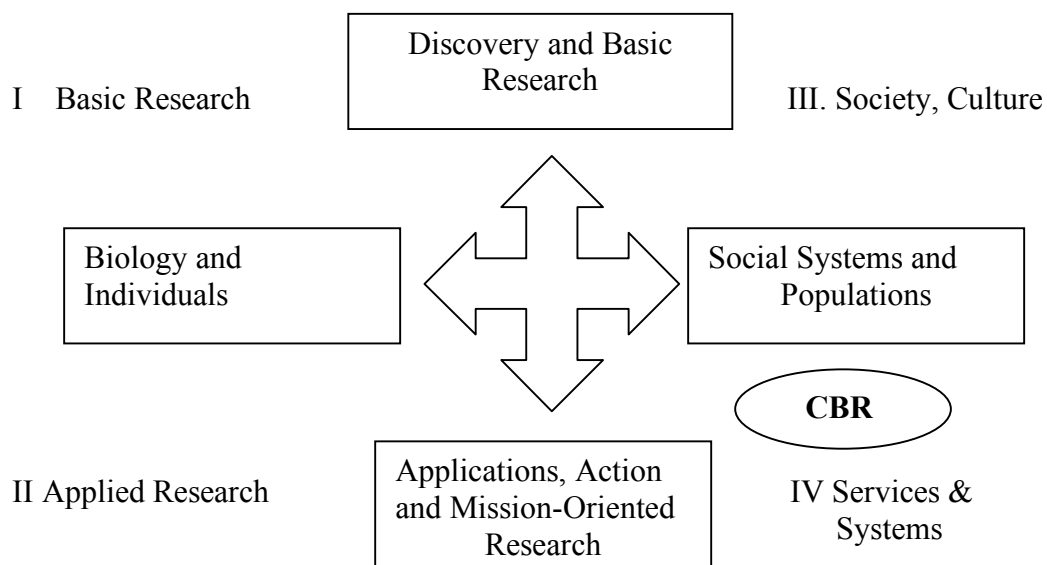 Discovery and Basic
Research
I Basic Research
III. Society, Culture
Biology and
Individuals
Social Systems and
Populations
CBR
II Applied Research
Applications, Action
and Mission-Oriented
Research
IV Services &
Systems